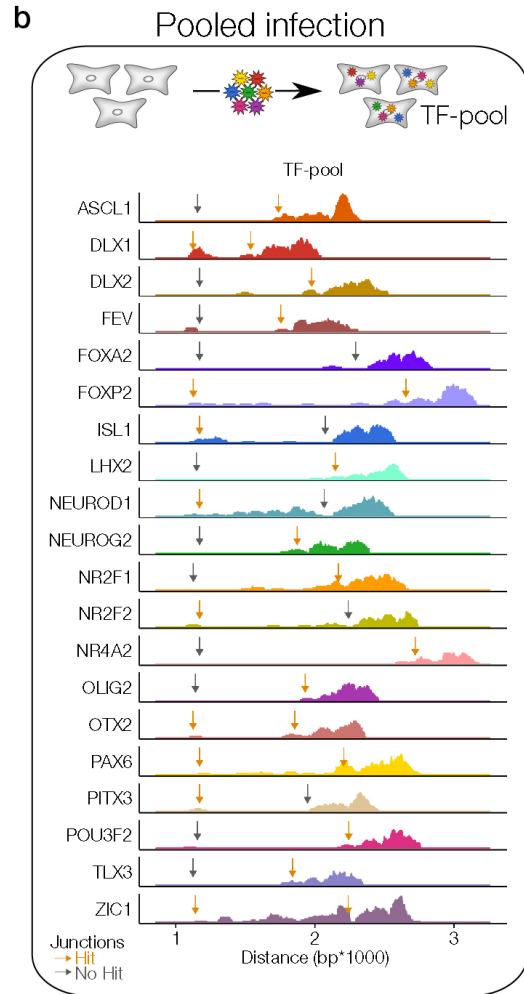 b
Pooled infection
TF-pool
TF-pool
ASCL1
DLX1
DLX2
FEV
FOXA2
FOXP2
ISL1
LHX2
NEUROD1
NEUROG2
NR2F1
NR2F2
NR4A2
OLIG2
OTX2
PAX6
PITX3
POU3F2
TLX3
ZIC1
1 2 3
Distance (bp*1000)
Junctions
Hit
No Hit